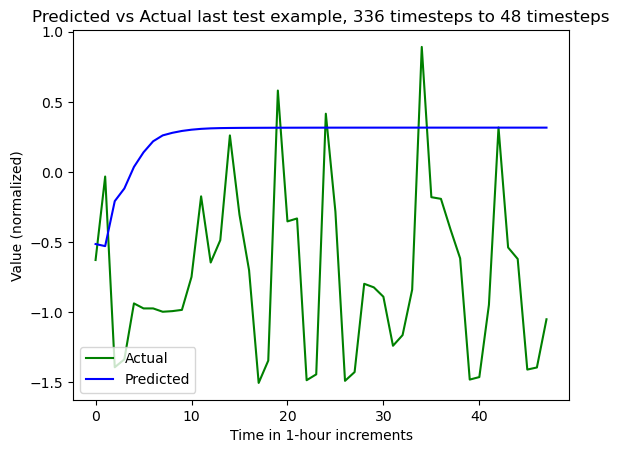 Predicted vs Actual last test example, 336 timesteps to 48 timesteps
Value (normalized)
1.0
0.5
0.0
−0.5
−1.0
−1.5
Actual
Predicted
0 10 20 30 40
Time in 1-hour increments